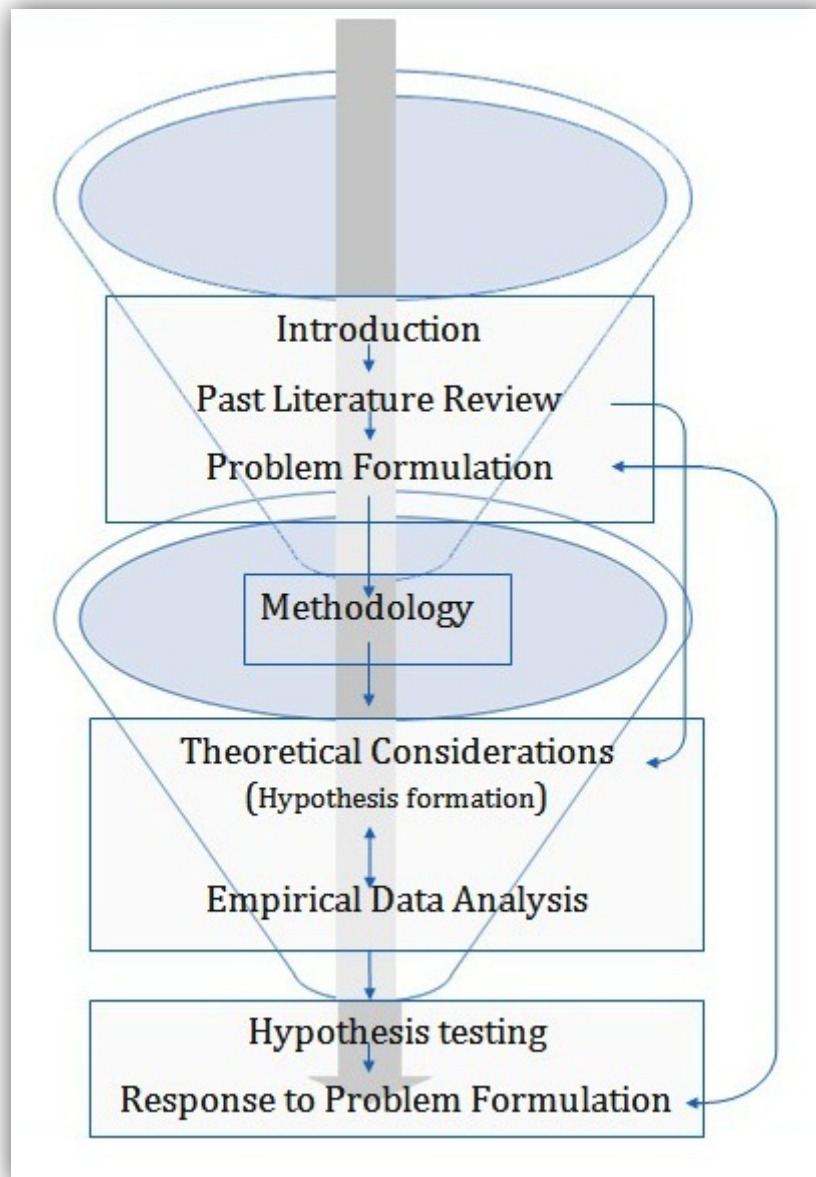 Introduction
Past Literature Review
Problem Formulation
Methodology
Theoretical Considerations
(Hypothesis formation)
Empirical Data Analysis
Hypothesis testing
Response to Problem Formulation